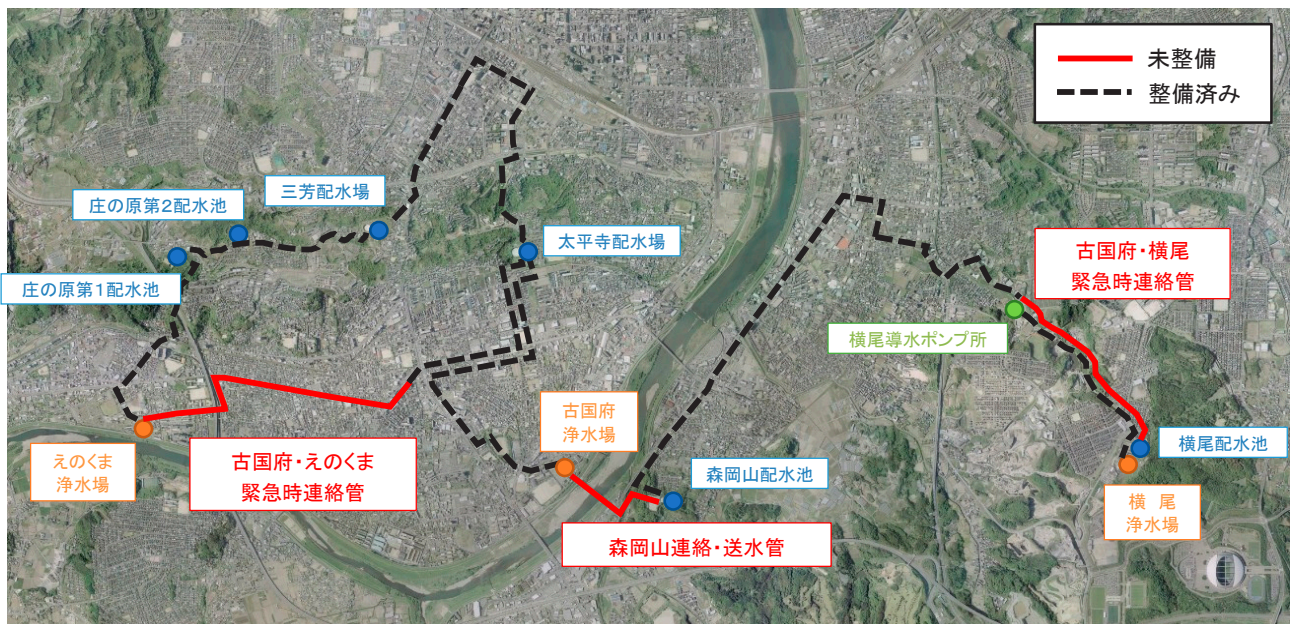 未整備
整備済み
三芳配水場
庄の原第2配水池
太平寺配水場
庄の原第1配水池
古国府・横尾
緊急時連絡管
横尾導水ポンプ所
古国府
浄水場
えのくま
浄水場
古国府・えのくま
緊急時連絡管
森岡山配水池
横尾配水池
横 尾
浄水場
森岡山連絡・送水管